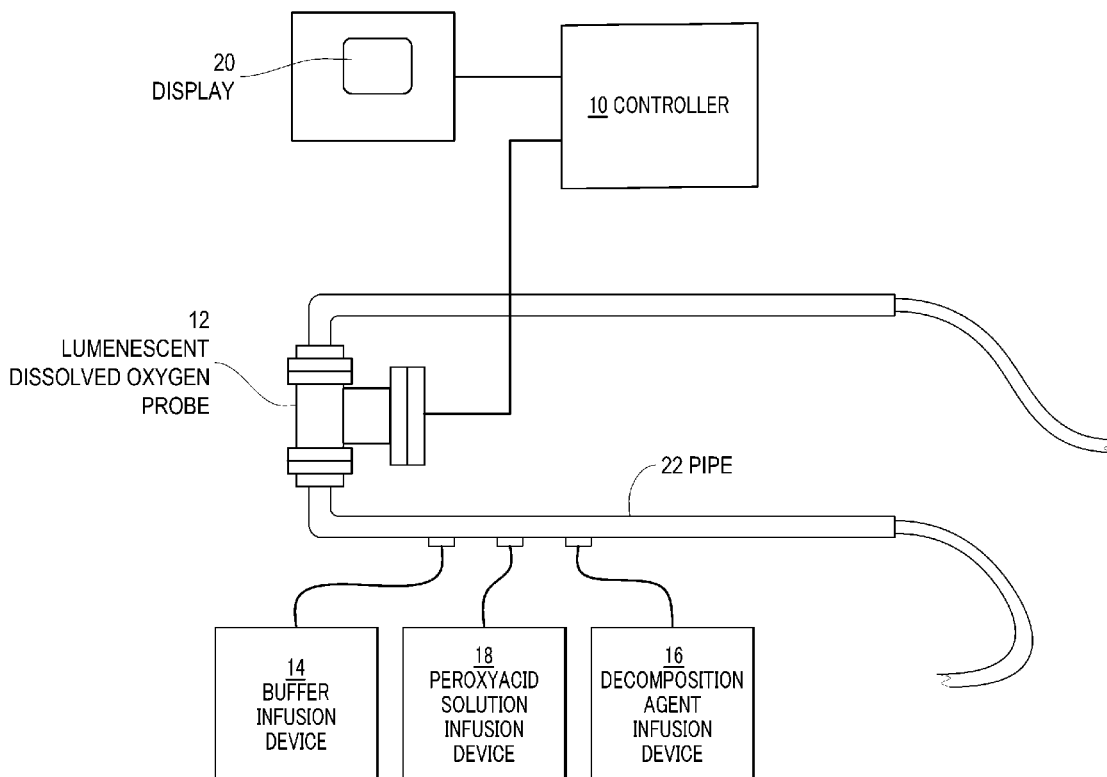 20
DISPLAY
10 CONTROLLER
12
LUMENESCENT
DISSOLVED OXYGEN
PROBE
22 PIPE
14
BUFFER
INFUSION
DEVICE
18
PEROXYACID
SOLUTION
INFUSION
DEVICE
16
DECOMPOSITION
AGENT
INFUSION
DEVICE